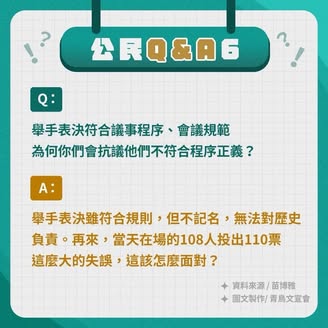 公民Q&A6
Q：
舉手表決符合議事程序、會議規範
為何你們會抗議他們不符合程序正義？
A：
舉手表決雖符合規則，但不記名，無法對歷史
負責。再來，當天在場的108人投出110票
這麼大的失誤，這該怎麼面對？
資料來源 / 苗博雅
圖文製作/ 青鳥文宣會